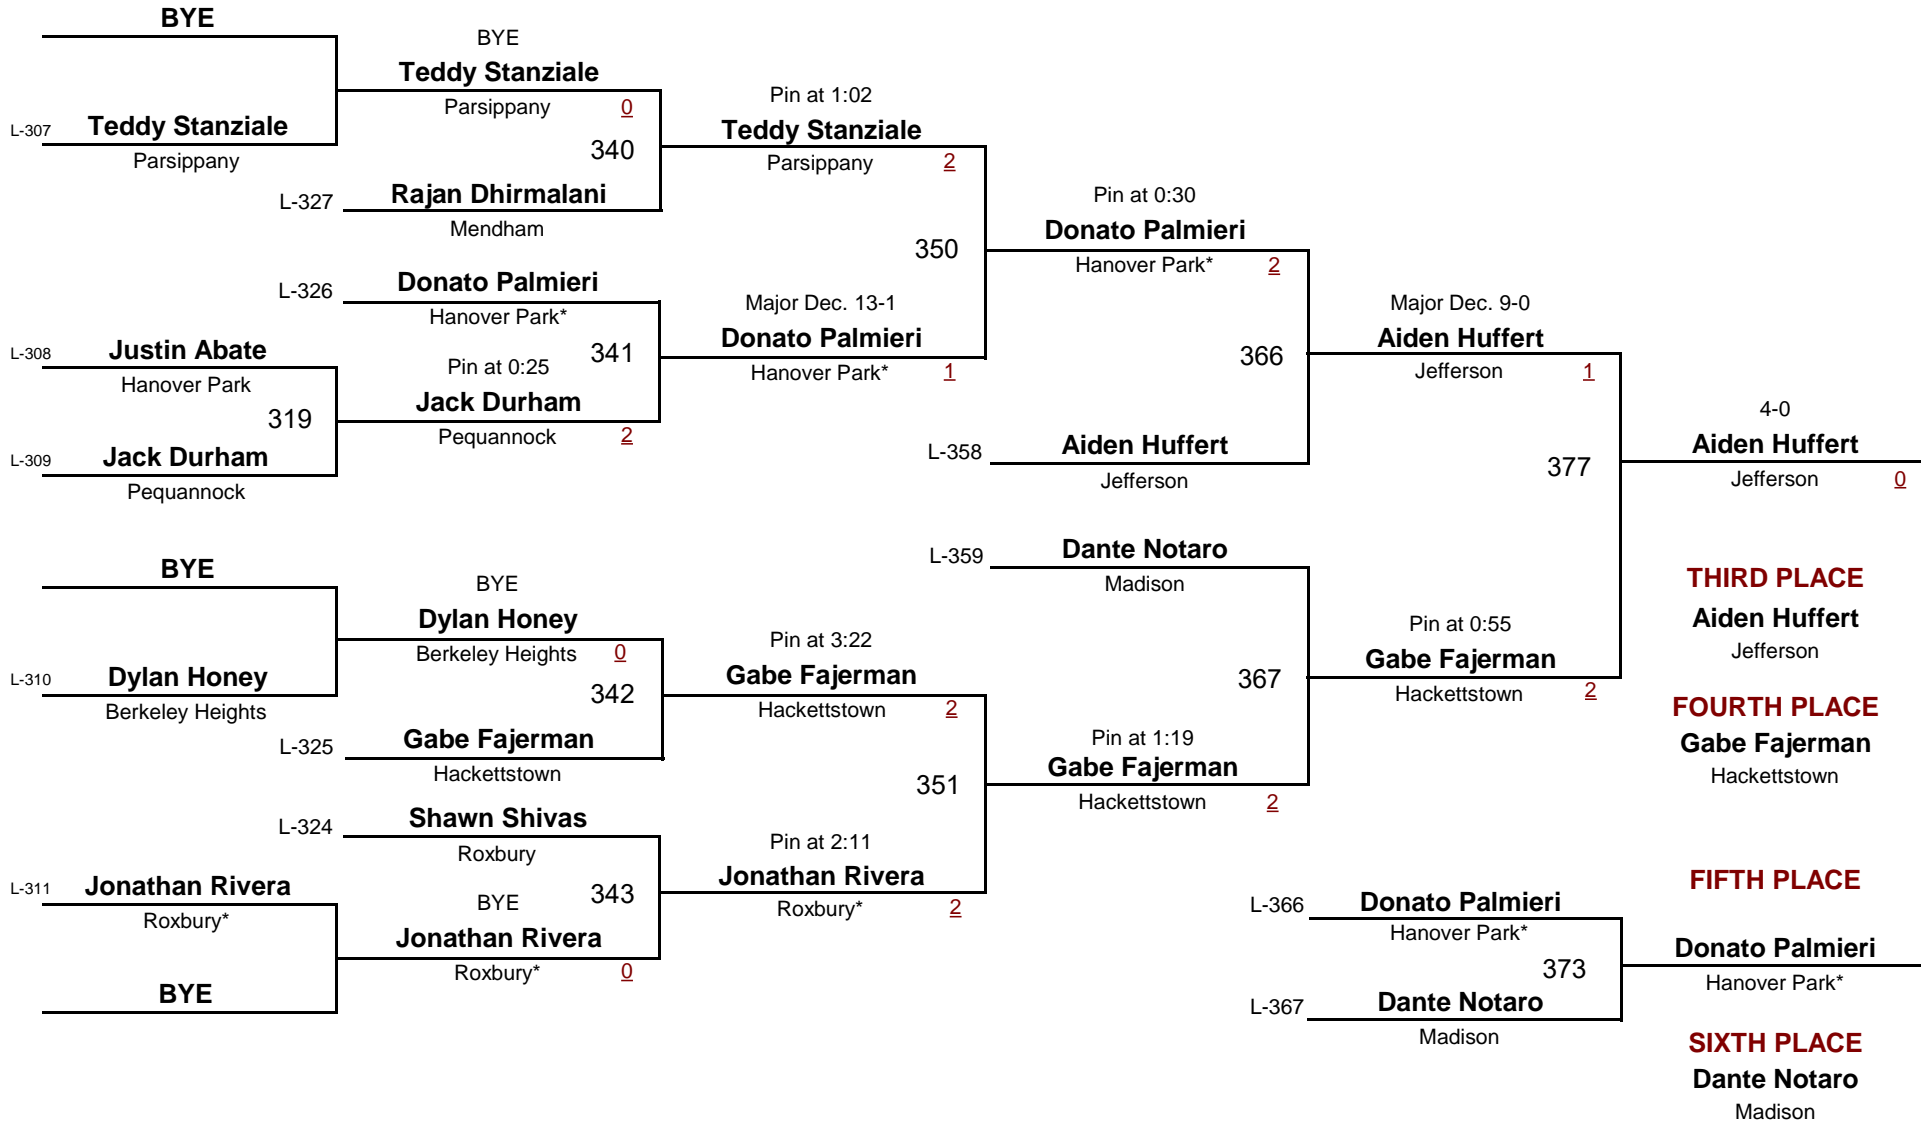 BYE
L-307 Teddy Stanziale
Parsippany
L-308 Justin Abate
Hanover Park
319
L-309 Jack Durham
Pequannock
BYE
L-310 Dylan Honey
Berkeley Heights
L-311 Jonathan Rivera
Roxbury*
BYE
BYE
Teddy Stanziale
Parsippany 0
340
L-327 Rajan Dhirmalani
Mendham
L-326 Donato Palmieri
Hanover Park*
341
Pin at 0:25
Jack Durham
Pequannock 2
BYE
Dylan Honey
Berkeley Heights 0
342
L-325 Gabe Fajerman
Hackettstown
L-324 Shawn Shivas
Roxbury
343
BYE
Jonathan Rivera
Roxbury* 0
Pin at 1:02
Teddy Stanziale
Parsippany 2
350
Major Dec. 13-1
Donato Palmieri
Hanover Park* 1
Pin at 3:22
Gabe Fajerman
Hackettstown 2
351
Pin at 2:11
Jonathan Rivera
Roxbury* 2
Pin at 0:30
Donato Palmieri
Hanover Park* 2
366
L-358 Aiden Huffert
Jefferson
L-359 Dante Notaro
Madison
367
Pin at 1:19
Gabe Fajerman
Hackettstown 2
Major Dec. 9-0
Aiden Huffert
Jefferson 1
377
Pin at 0:55
Gabe Fajerman
Hackettstown 2
4-0
Aiden Huffert
Jefferson 0
THIRD PLACE
Aiden Huffert
Jefferson
FOURTH PLACE
Gabe Fajerman
Hackettstown
L-366 Donato Palmieri
Hanover Park*
373
L-367 Dante Notaro
Madison
FIFTH PLACE
Donato Palmieri
Hanover Park*
SIXTH PLACE
Dante Notaro
Madison